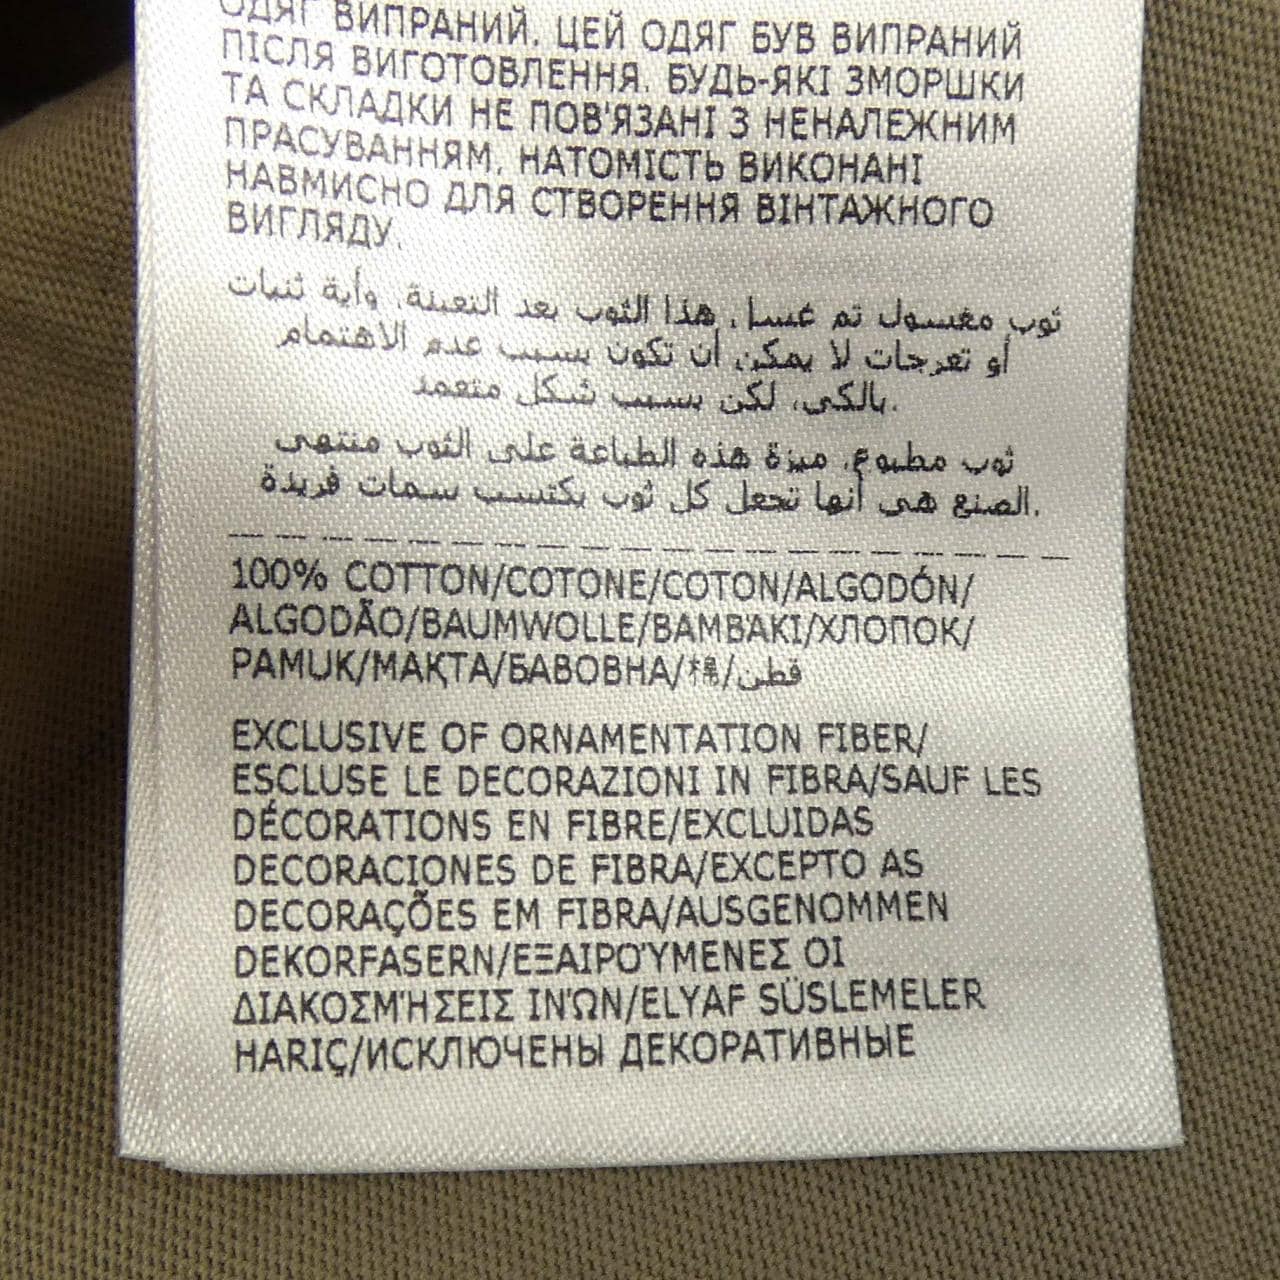 ОДЯГ ВИПРАНИЙ. ЦЕЙ ОДЯГ БУВ ВИПРАНИЙ
ПІСЛЯ ВИГОТОВЛЕННЯ. БУДЬ-ЯКІ ЗМОРШКИ
ТА СКЛАДКИ НЕ ПОВ'ЯЗАНІ З НЕНАЛЕЖНИМ
ПРАСУВАННЯМ, НАТОМІСТЬ ВИКОНАНІ
НАВМИСНО ДЛЯ СТВОРЕННЯ ВІНТАЖНОГО
ВИГЛЯДУ.
ثوب مغسول تم غسل, هذا الثوب بعد التعبئة. وأية ثنيات
أو تعرجات لا يمكن أن تكون بسبب عدم الاهتمام
بالكي، لكن بسبب شكل متعمد.
ثوب مطبوع. ميزة هذه الطباعة على الثوب منتهى
الصنع هي أنها تجعل كل ثوب يكتسب سمات فريدة.
100% COTTON/COTONE/COTON/ALGODÓN/
ALGODÃO/BAUMWOLLE/ΒΑΜΒΆΚΙ/ХЛОПОК/
PAMUK/МАҚТА/БАВОВНА/棉/قطن
EXCLUSIVE OF ORNAMENTATION FIBER/
ESCLUSE LE DECORAZIONI IN FIBRA/SAUF LES
DÉCORATIONS EN FIBRE/EXCLUIDAS
DECORACIONES DE FIBRA/EXCEPTO AS
DECORAÇÕES EM FIBRA/AUSGENOMMEN
DEKORFASERN/ΕΞΑΙΡΟΎΜΕΝΕΣ ΟΙ
ΔΙΑΚΟΣΜΉΣΕΙΣ ΙΝΏΝ/ELYAF SÜSLEMELER
HARIÇ/ИСКЛЮЧЕНЫ ДЕКОРАТИВНЫЕ